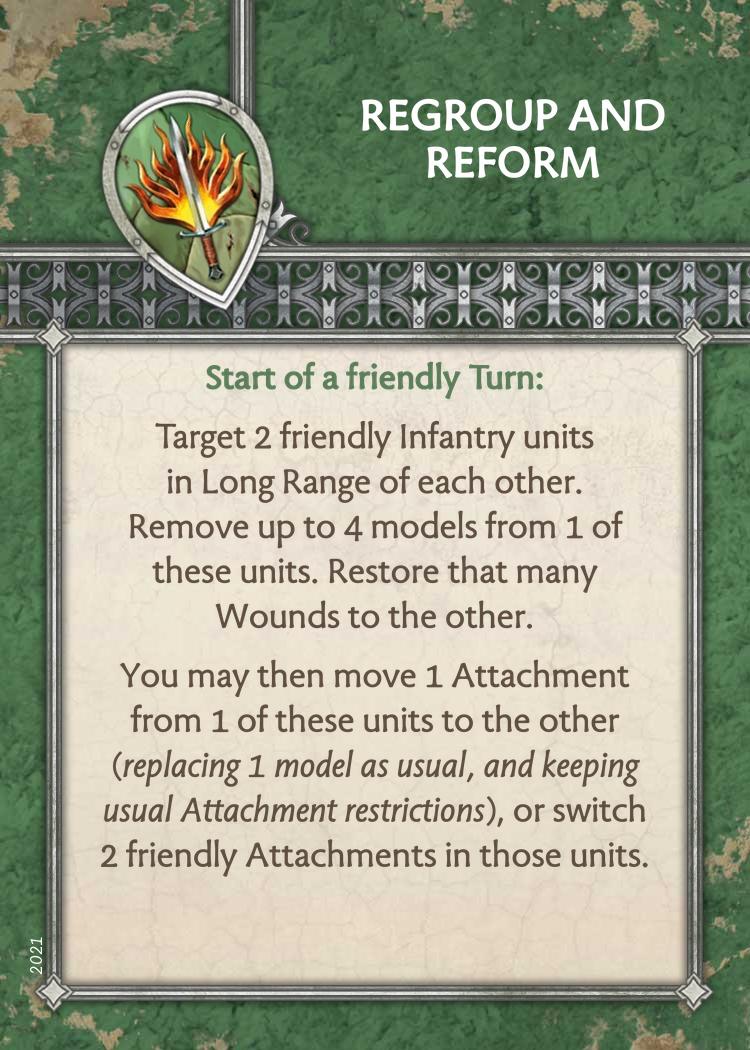 REGROUP AND
REFORM
Start of a friendly Turn:
Target 2 friendly Infantry units
in Long Range of each other.
Remove up to 4 models from 1 of
these units. Restore that many
Wounds to the other.
You may then move 1 Attachment
from 1 of these units to the other
(replacing 1 model as usual, and keeping
usual Attachment restrictions), or switch
2 friendly Attachments in those units.
2021